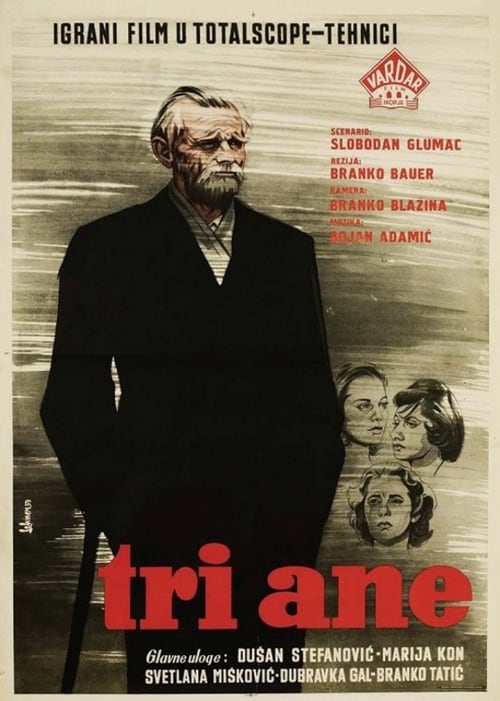 IGRANI FILM U TOTALSCOPE-TEHNICI
VARDAR
FILM
SKOPJE
SCENARIO:
SLOBODAN GLUMAC
REŽIJA:
BRANKO BAUER
KAMERA:
BRANKO BLAŽINA
MUZIKA:
BOJAN ADAMIČ
tri ane
Glavne uloge: DUŠAN STEFANOVIĆ-MARIJA KON
SVETLANA MIŠKOVIĆ-DUBRAVKA GAL-BRANKO TATIĆ